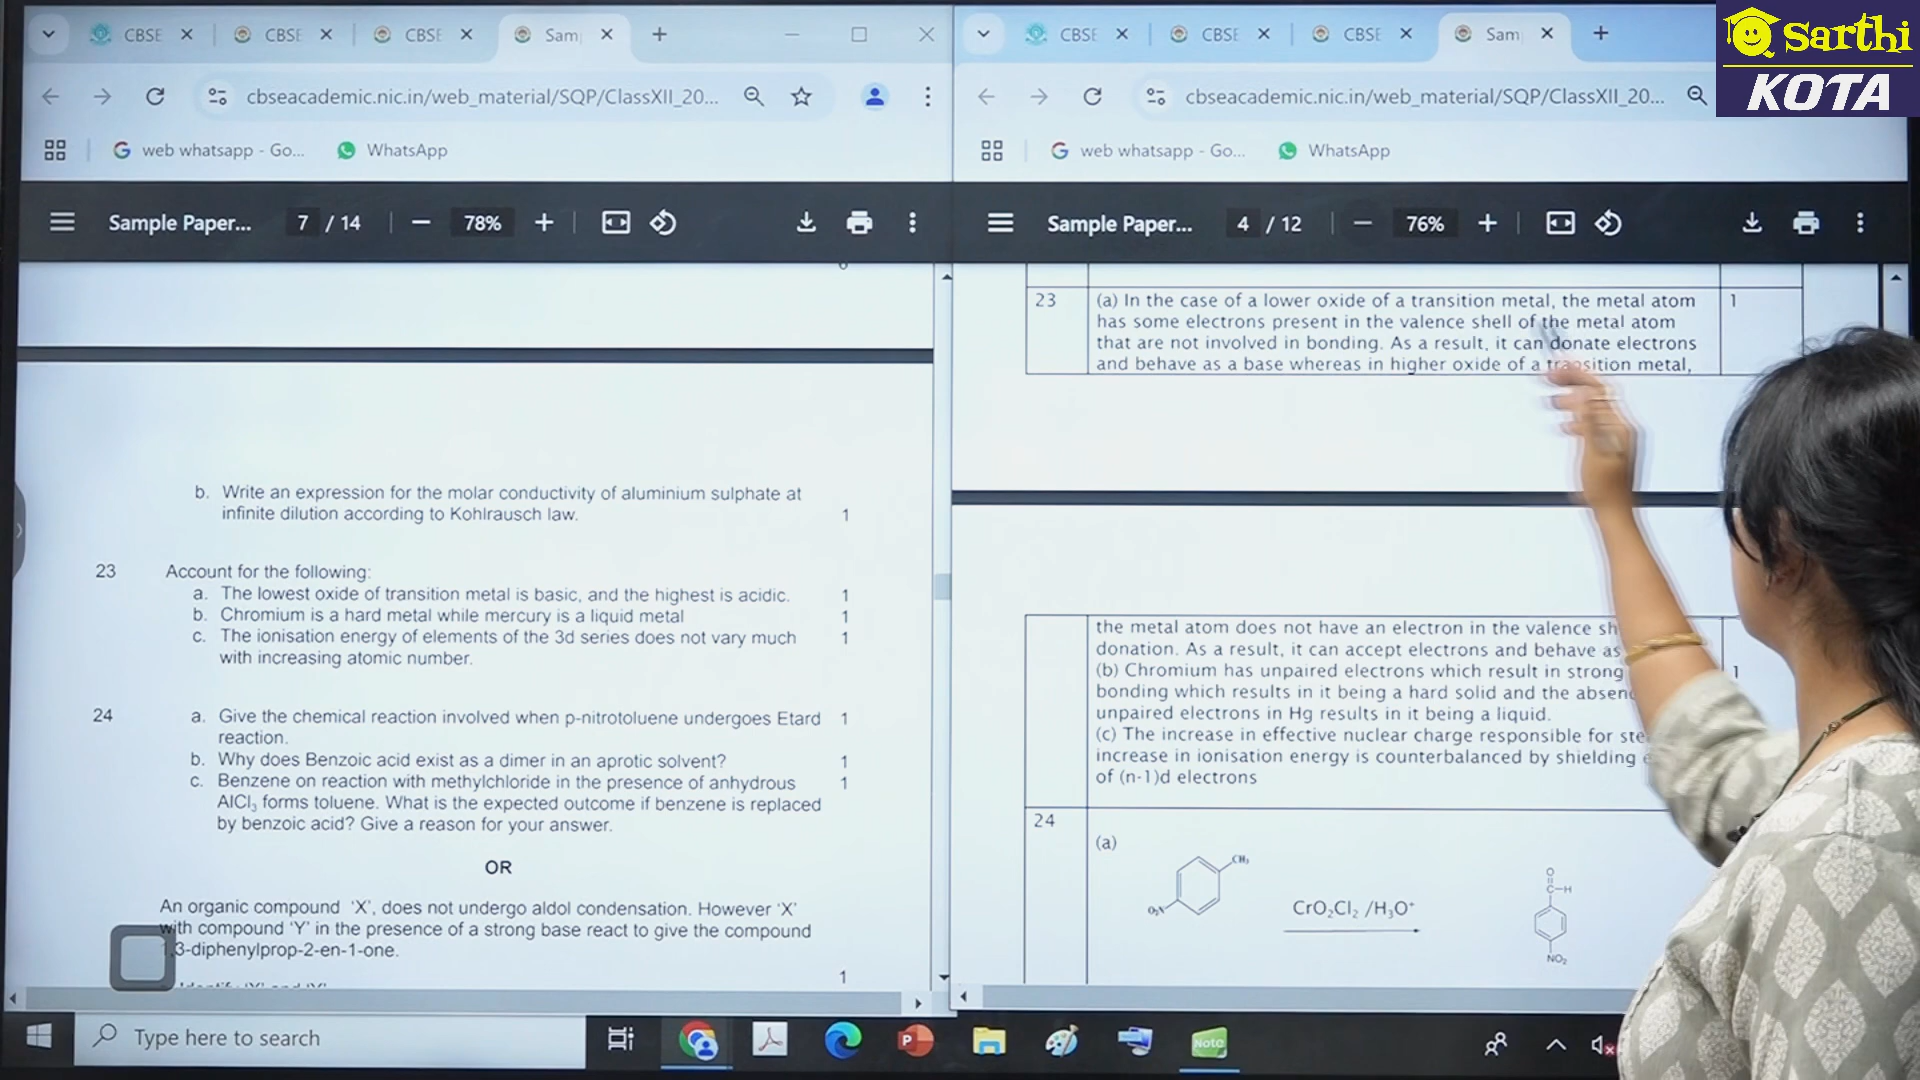 CBSE
CBSE
CBSE
Sam
cbseacademic.nic.in/web_material/SQP/ClassXII_20...
web whatsapp - Go...
WhatsApp
Sample Paper...
7 / 14
78%
b. Write an expression for the molar conductivity of aluminium sulphate at
infinite dilution according to Kohlrausch law. 1
23 Account for the following:
a. The lowest oxide of transition metal is basic, and the highest is acidic. 1
b. Chromium is a hard metal while mercury is a liquid metal 1
c. The ionisation energy of elements of the 3d series does not vary much 1
with increasing atomic number.
24 a. Give the chemical reaction involved when p-nitrotoluene undergoes Etard 1
reaction.
b. Why does Benzoic acid exist as a dimer in an aprotic solvent? 1
c. Benzene on reaction with methylchloride in the presence of anhydrous 1
AlCl3 forms toluene. What is the expected outcome if benzene is replaced
by benzoic acid? Give a reason for your answer.
OR
An organic compound 'X', does not undergo aldol condensation. However 'X'
with compound 'Y' in the presence of a strong base react to give the compound
,3-diphenylprop-2-en-1-one.
1
CBSE
CBSE
CBSE
Sam
cbseacademic.nic.in/web_material/SQP/ClassXII_20...
web whatsapp - Go...
WhatsApp
Sample Paper...
4 / 12
76%
23 (a) In the case of a lower oxide of a transition metal, the metal atom 1
has some electrons present in the valence shell of the metal atom
that are not involved in bonding. As a result, it can donate electrons
and behave as a base whereas in higher oxide of a transition metal,
the metal atom does not have an electron in the valence sh
donation. As a result, it can accept electrons and behave as
(b) Chromium has unpaired electrons which result in strong 1
bonding which results in it being a hard solid and the absen
unpaired electrons in Hg results in it being a liquid.
(c) The increase in effective nuclear charge responsible for ste
increase in ionisation energy is counterbalanced by shielding e
of (n-1)d electrons
24
(a)
CH3
O2N
CrO2Cl2 /H3O+
O
C-H
NO2
Type here to search
Note
Sarthi
KOTA